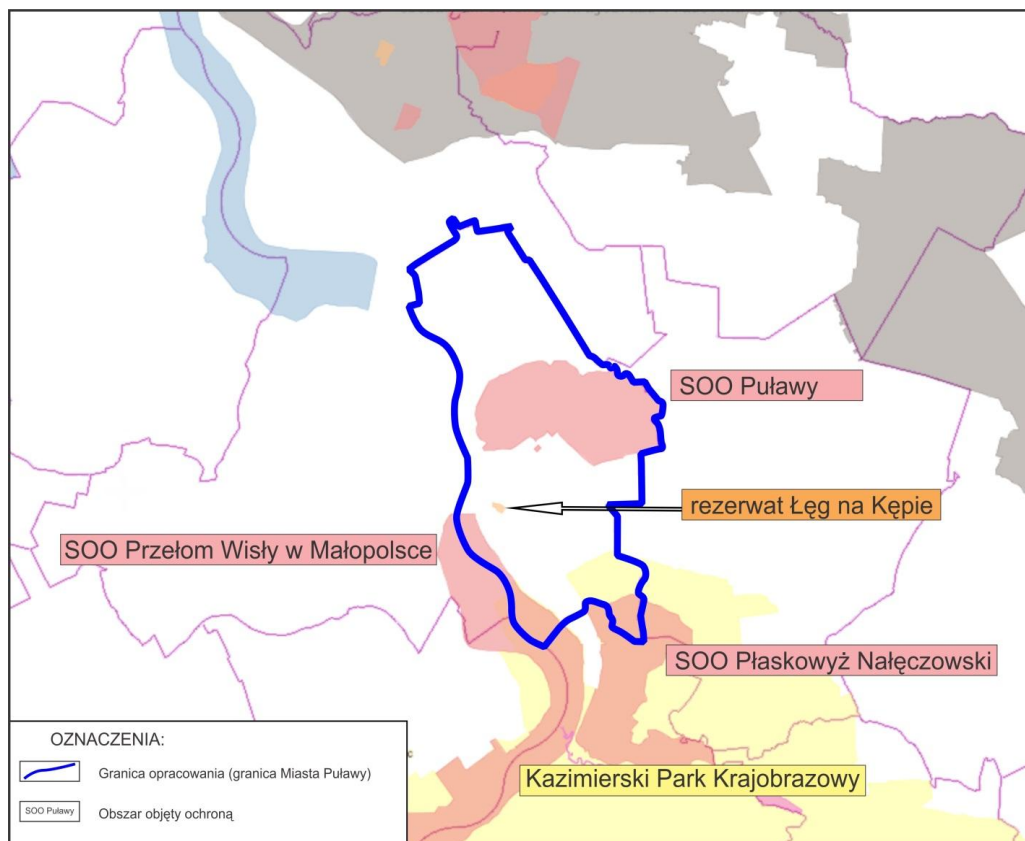 SOO Puławy
rezerwat Łęg na Kępie
SOO Przełom Wisły w Małopolsce
SOO Płaskowyż Nałęczowski
Kazimierski Park Krajobrazowy
OZNACZENIA:
Granica opracowania (granica Miasta Puławy)
SOO Puławy
Obszar objęty ochroną